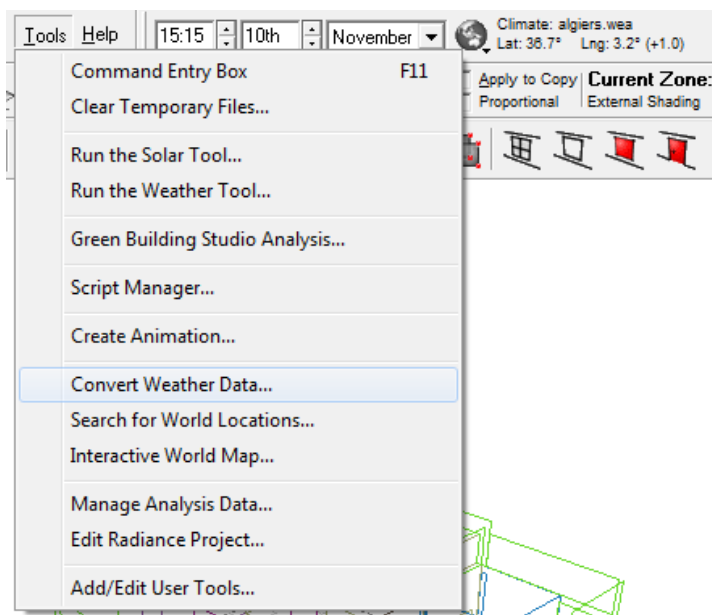 Tools Help 15:15 10th November Climate: algiers.wea
Lat: 36.7° Lng: 3.2° (+1.0)
Command Entry Box F11
Apply to Copy Current Zone:
Clear Temporary Files...
Proportional External Shading
Run the Solar Tool...
Run the Weather Tool...
Green Building Studio Analysis...
Script Manager...
Create Animation...
Convert Weather Data...
Search for World Locations...
Interactive World Map...
Manage Analysis Data...
Edit Radiance Project...
Add/Edit User Tools...